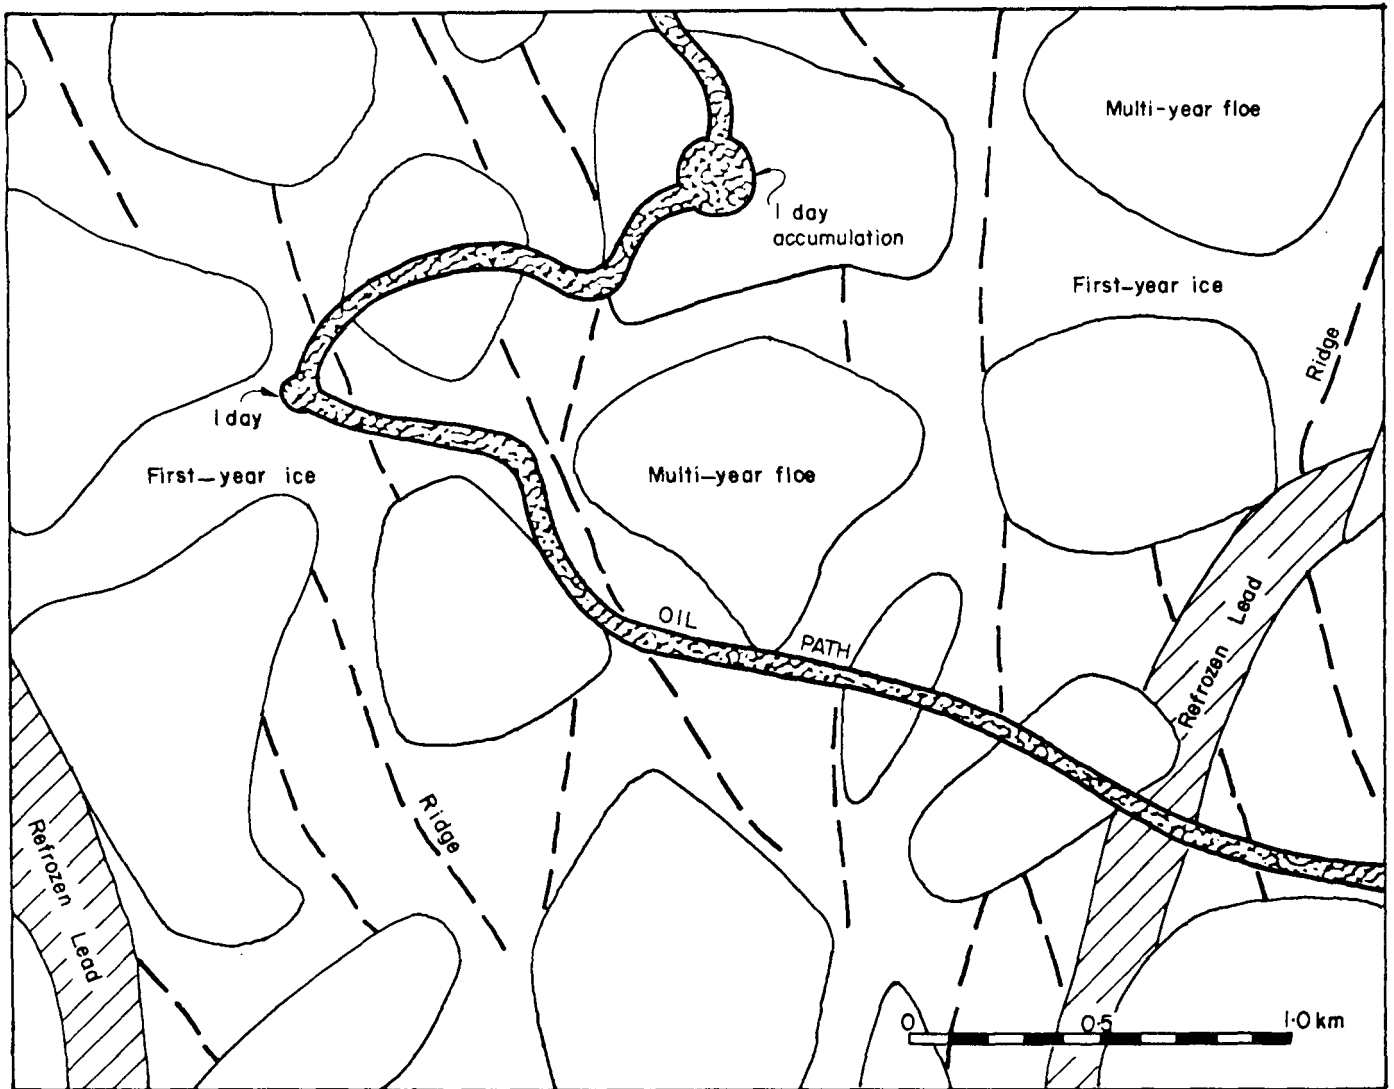 Multi-year floe
1 day
accumulation
First-year ice
Ridge
1 day
First-year ice
Multi-year floe
OIL PATH
Refrozen Lead
Ridge
Refrozen Lead
0 0·5 1·0 km